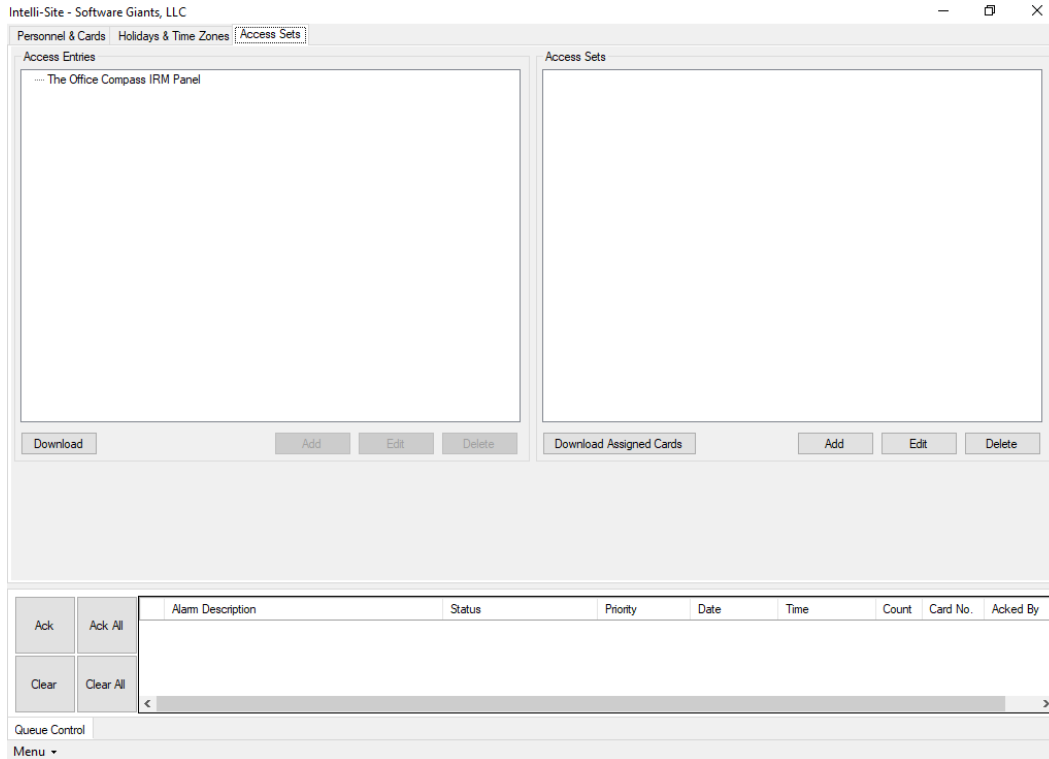 Intelli-Site - Software Giants, LLC
Personnel & Cards Holidays & Time Zones Access Sets
Access Entries
The Office Compass IRM Panel
Download Add Edit Delete
Access Sets
Download Assigned Cards Add Edit Delete
Ack Ack All
Clear Clear All
Alarm Description Status Priority Date Time Count Card No. Acked By
Queue Control
Menu